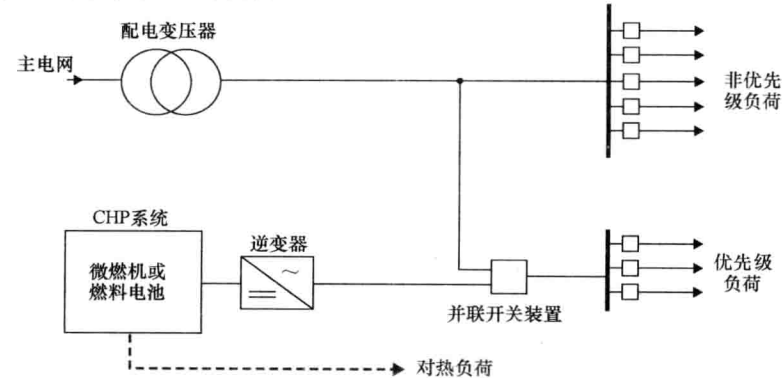 配电变压器
主电网
非优先
级负荷
CHP系统
逆变器
微燃机或
燃料电池
优先级
负荷
并联开关装置
对热负荷